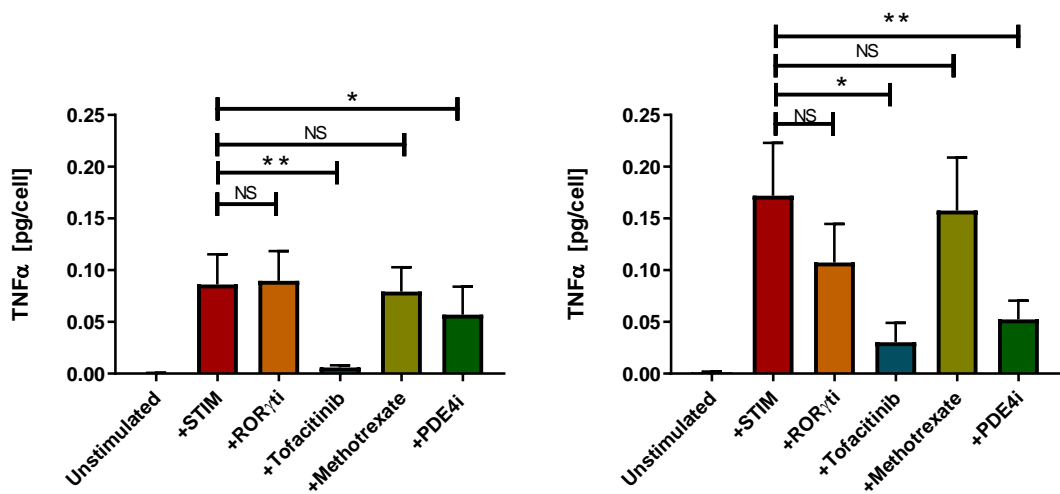 *
NS
**
NS
0.25
0.20
0.15
0.10
0.05
0.00
TNFα [pg/cell]
Unstimulated
+STIM
+RORγti
+Tofacitinib
+Methotrexate
+PDE4i
**
NS
*
NS
0.25
0.20
0.15
0.10
0.05
0.00
TNFα [pg/cell]
Unstimulated
+STIM
+RORγti
+Tofacitinib
+Methotrexate
+PDE4i